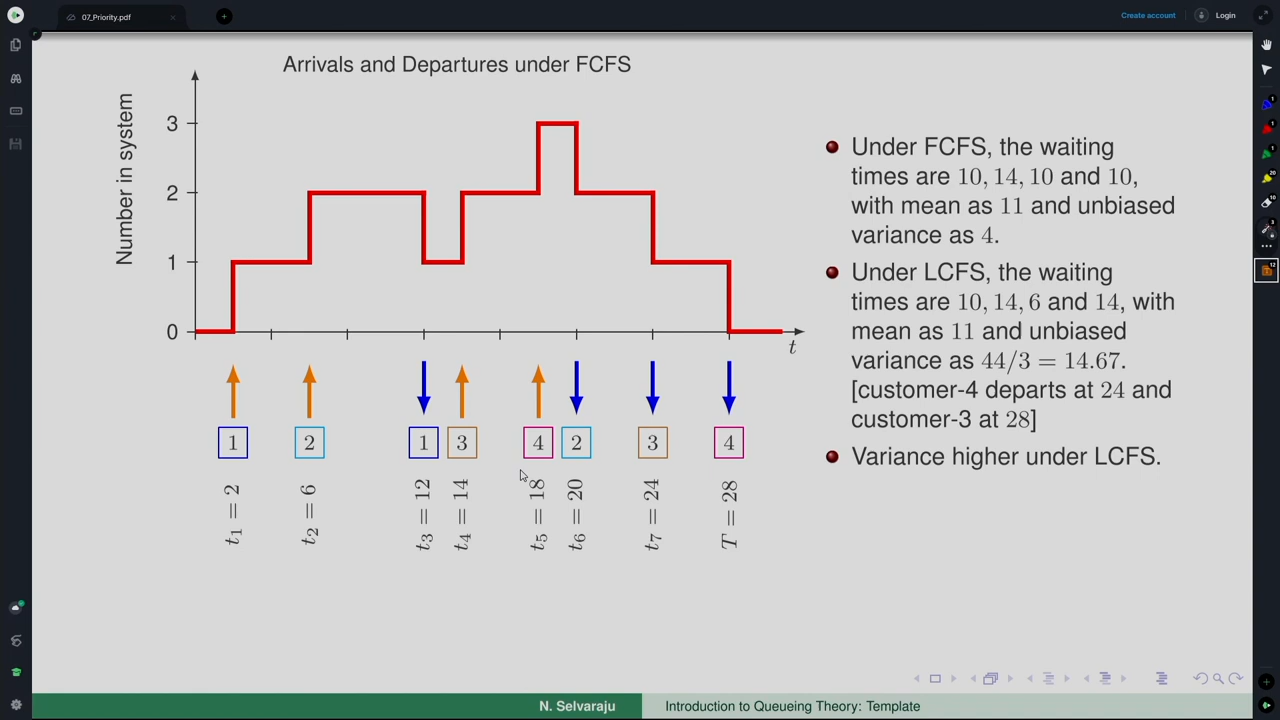 07_Priority.pdf
Create account
Login
Arrivals and Departures under FCFS
Number in system
3
2
1
0
t
1
2
1
3
4
2
3
4
t₁ = 2
t₂ = 6
t₃ = 12
t₄ = 14
t₅ = 18
t₆ = 20
t₇ = 24
T = 28
Under FCFS, the waiting
times are 10, 14, 10 and 10,
with mean as 11 and unbiased
variance as 4.
Under LCFS, the waiting
times are 10, 14, 6 and 14, with
mean as 11 and unbiased
variance as 44/3 = 14.67.
[customer-4 departs at 24 and
customer-3 at 28]
Variance higher under LCFS.
N. Selvaraju
Introduction to Queueing Theory: Template